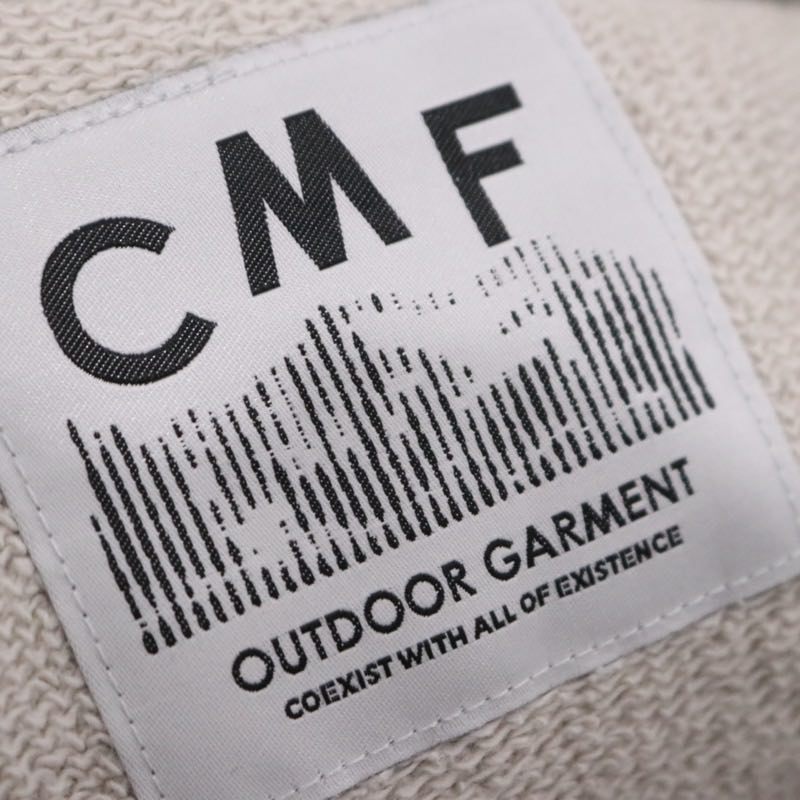 CMF
OUTDOOR GARMENT
COEXIST WITH ALL OF EXISTENCE